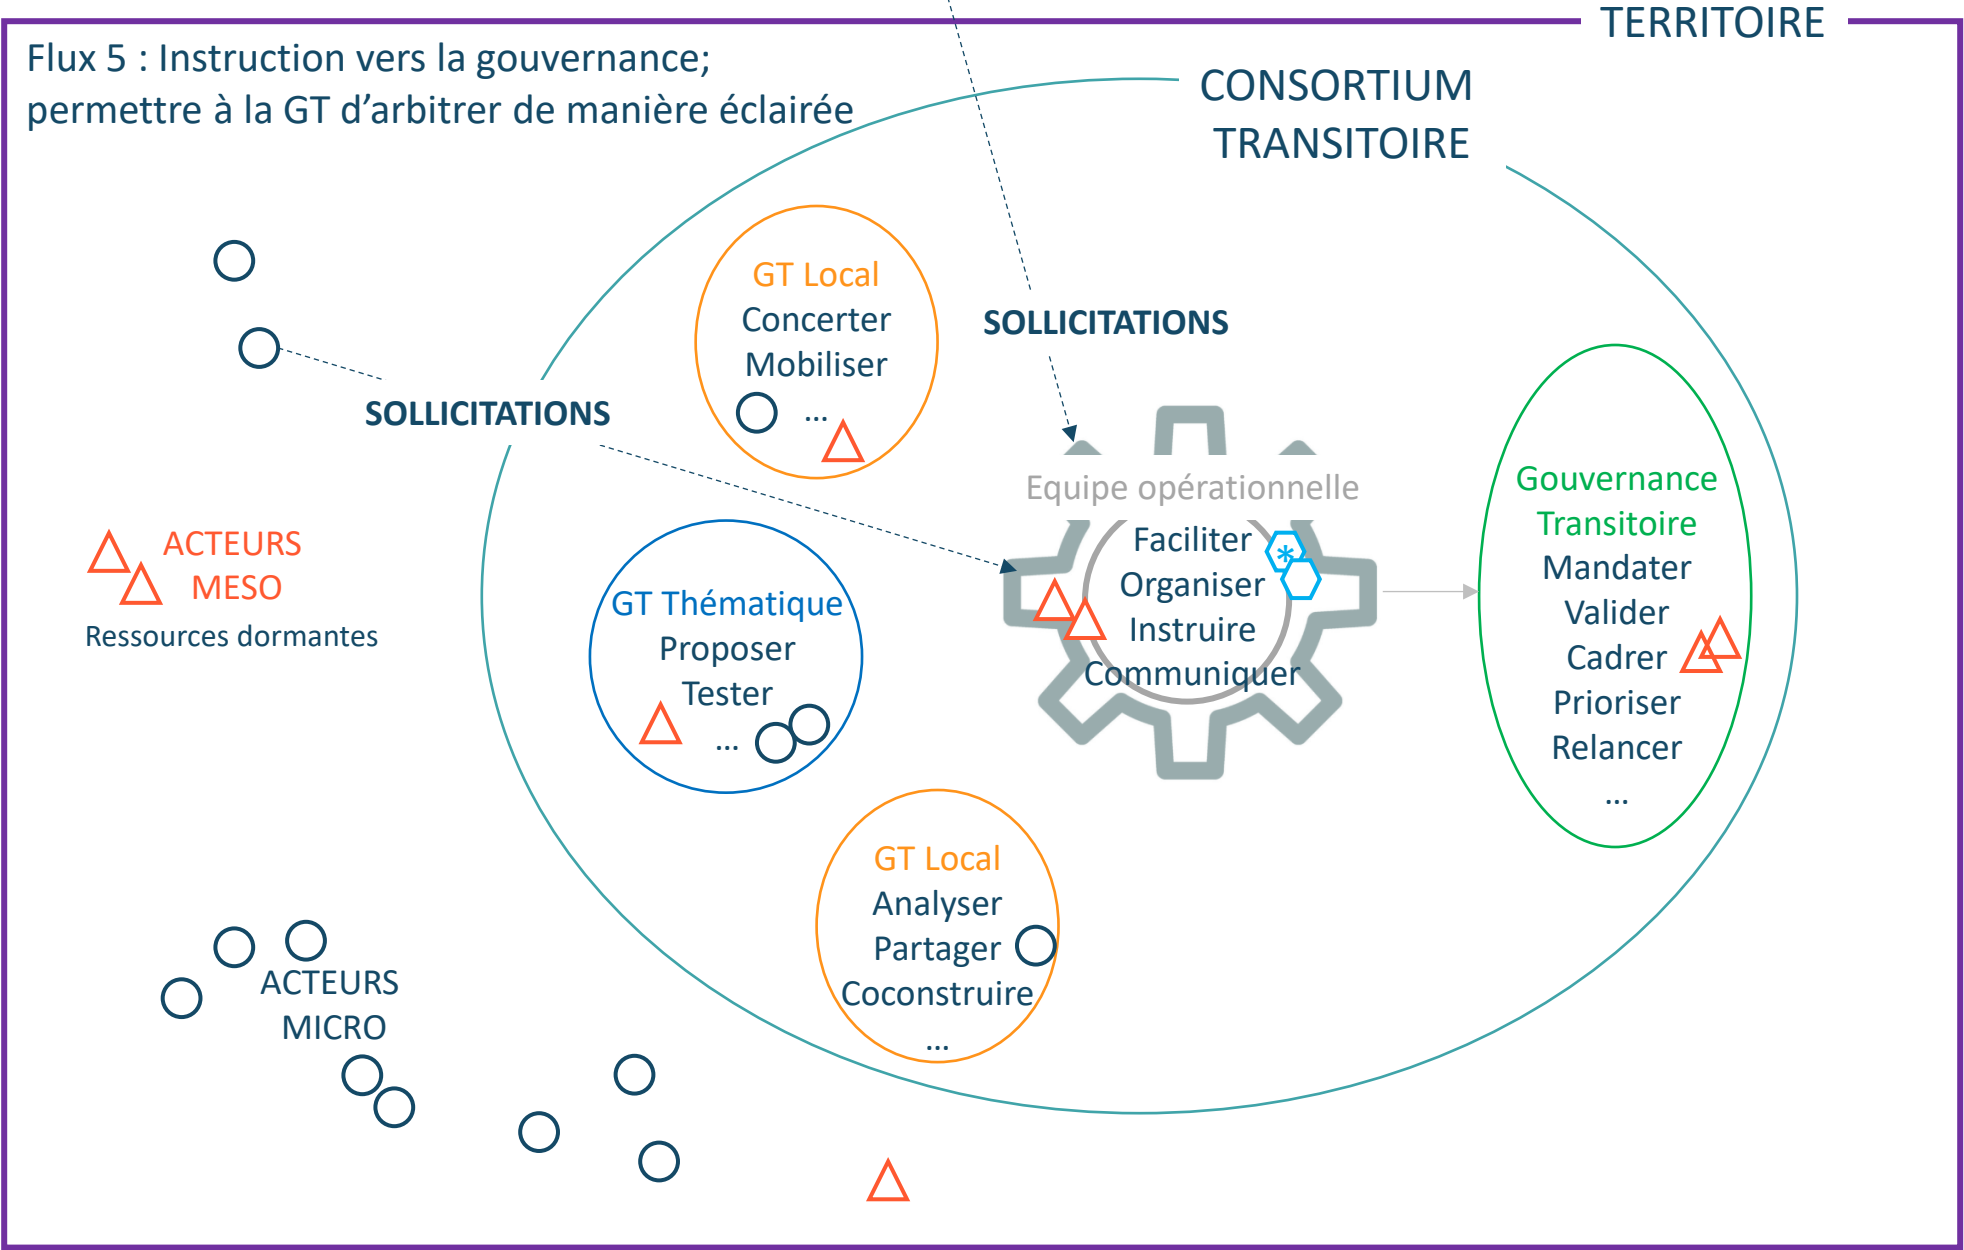 TERRITOIRE
Flux 5 : Instruction vers la gouvernance;
permettre à la GT d’arbitrer de manière éclairée
CONSORTIUM
TRANSITOIRE
GT Local
Concerter
Mobiliser
...
SOLLICITATIONS
SOLLICITATIONS
Equipe opérationnelle
Faciliter
*
Organiser
Instruire
Communiquer
Gouvernance
Transitoire
Mandater
Valider
Cadrer
Prioriser
Relancer
...
ACTEURS
MESO
Ressources dormantes
GT Thématique
Proposer
Tester
...
GT Local
Analyser
Partager
Coconstruire
...
ACTEURS
MICRO